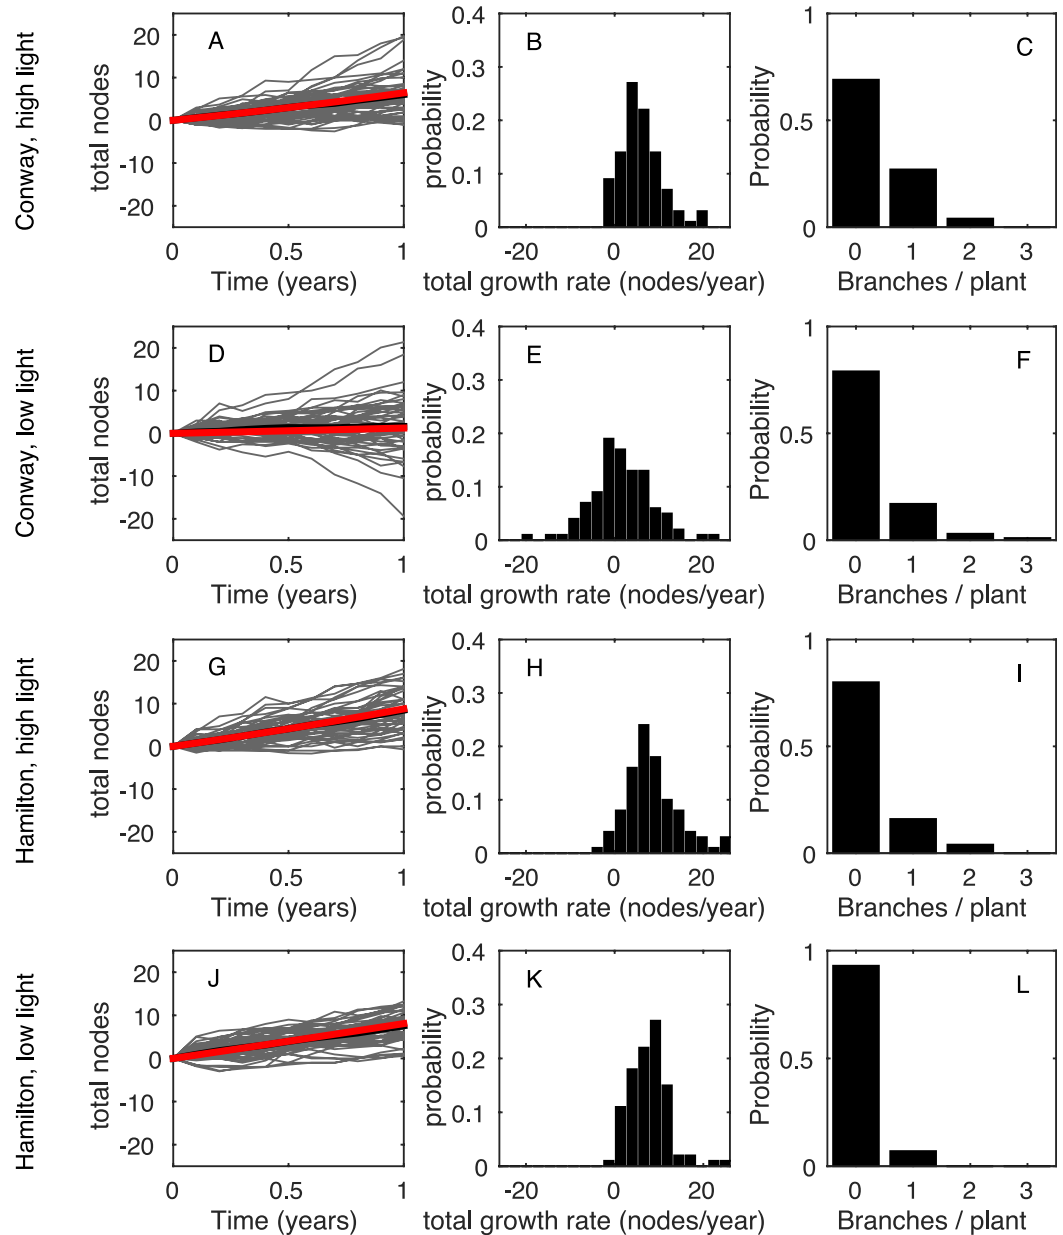 Conway, high light
total nodes
20
10
0
-10
-20
A
0
0.5
1
Time (years)
probability
0.4
0.3
0.2
0.1
0
B
-20
0
20
total growth rate (nodes/year)
Probability
1
0.5
0
C
0
1
2
3
Branches / plant
Conway, low light
total nodes
20
10
0
-10
-20
D
0
0.5
1
Time (years)
probability
0.4
0.3
0.2
0.1
0
E
-20
0
20
total growth rate (nodes/year)
Probability
1
0.5
0
F
0
1
2
3
Branches / plant
Hamilton, high light
total nodes
20
10
0
-10
-20
G
0
0.5
1
Time (years)
probability
0.4
0.3
0.2
0.1
0
H
-20
0
20
total growth rate (nodes/year)
Probability
1
0.5
0
I
0
1
2
3
Branches / plant
Hamilton, low light
total nodes
20
10
0
-10
-20
J
0
0.5
1
Time (years)
probability
0.4
0.3
0.2
0.1
0
K
-20
0
20
total growth rate (nodes/year)
Probability
1
0.5
0
L
0
1
2
3
Branches / plant